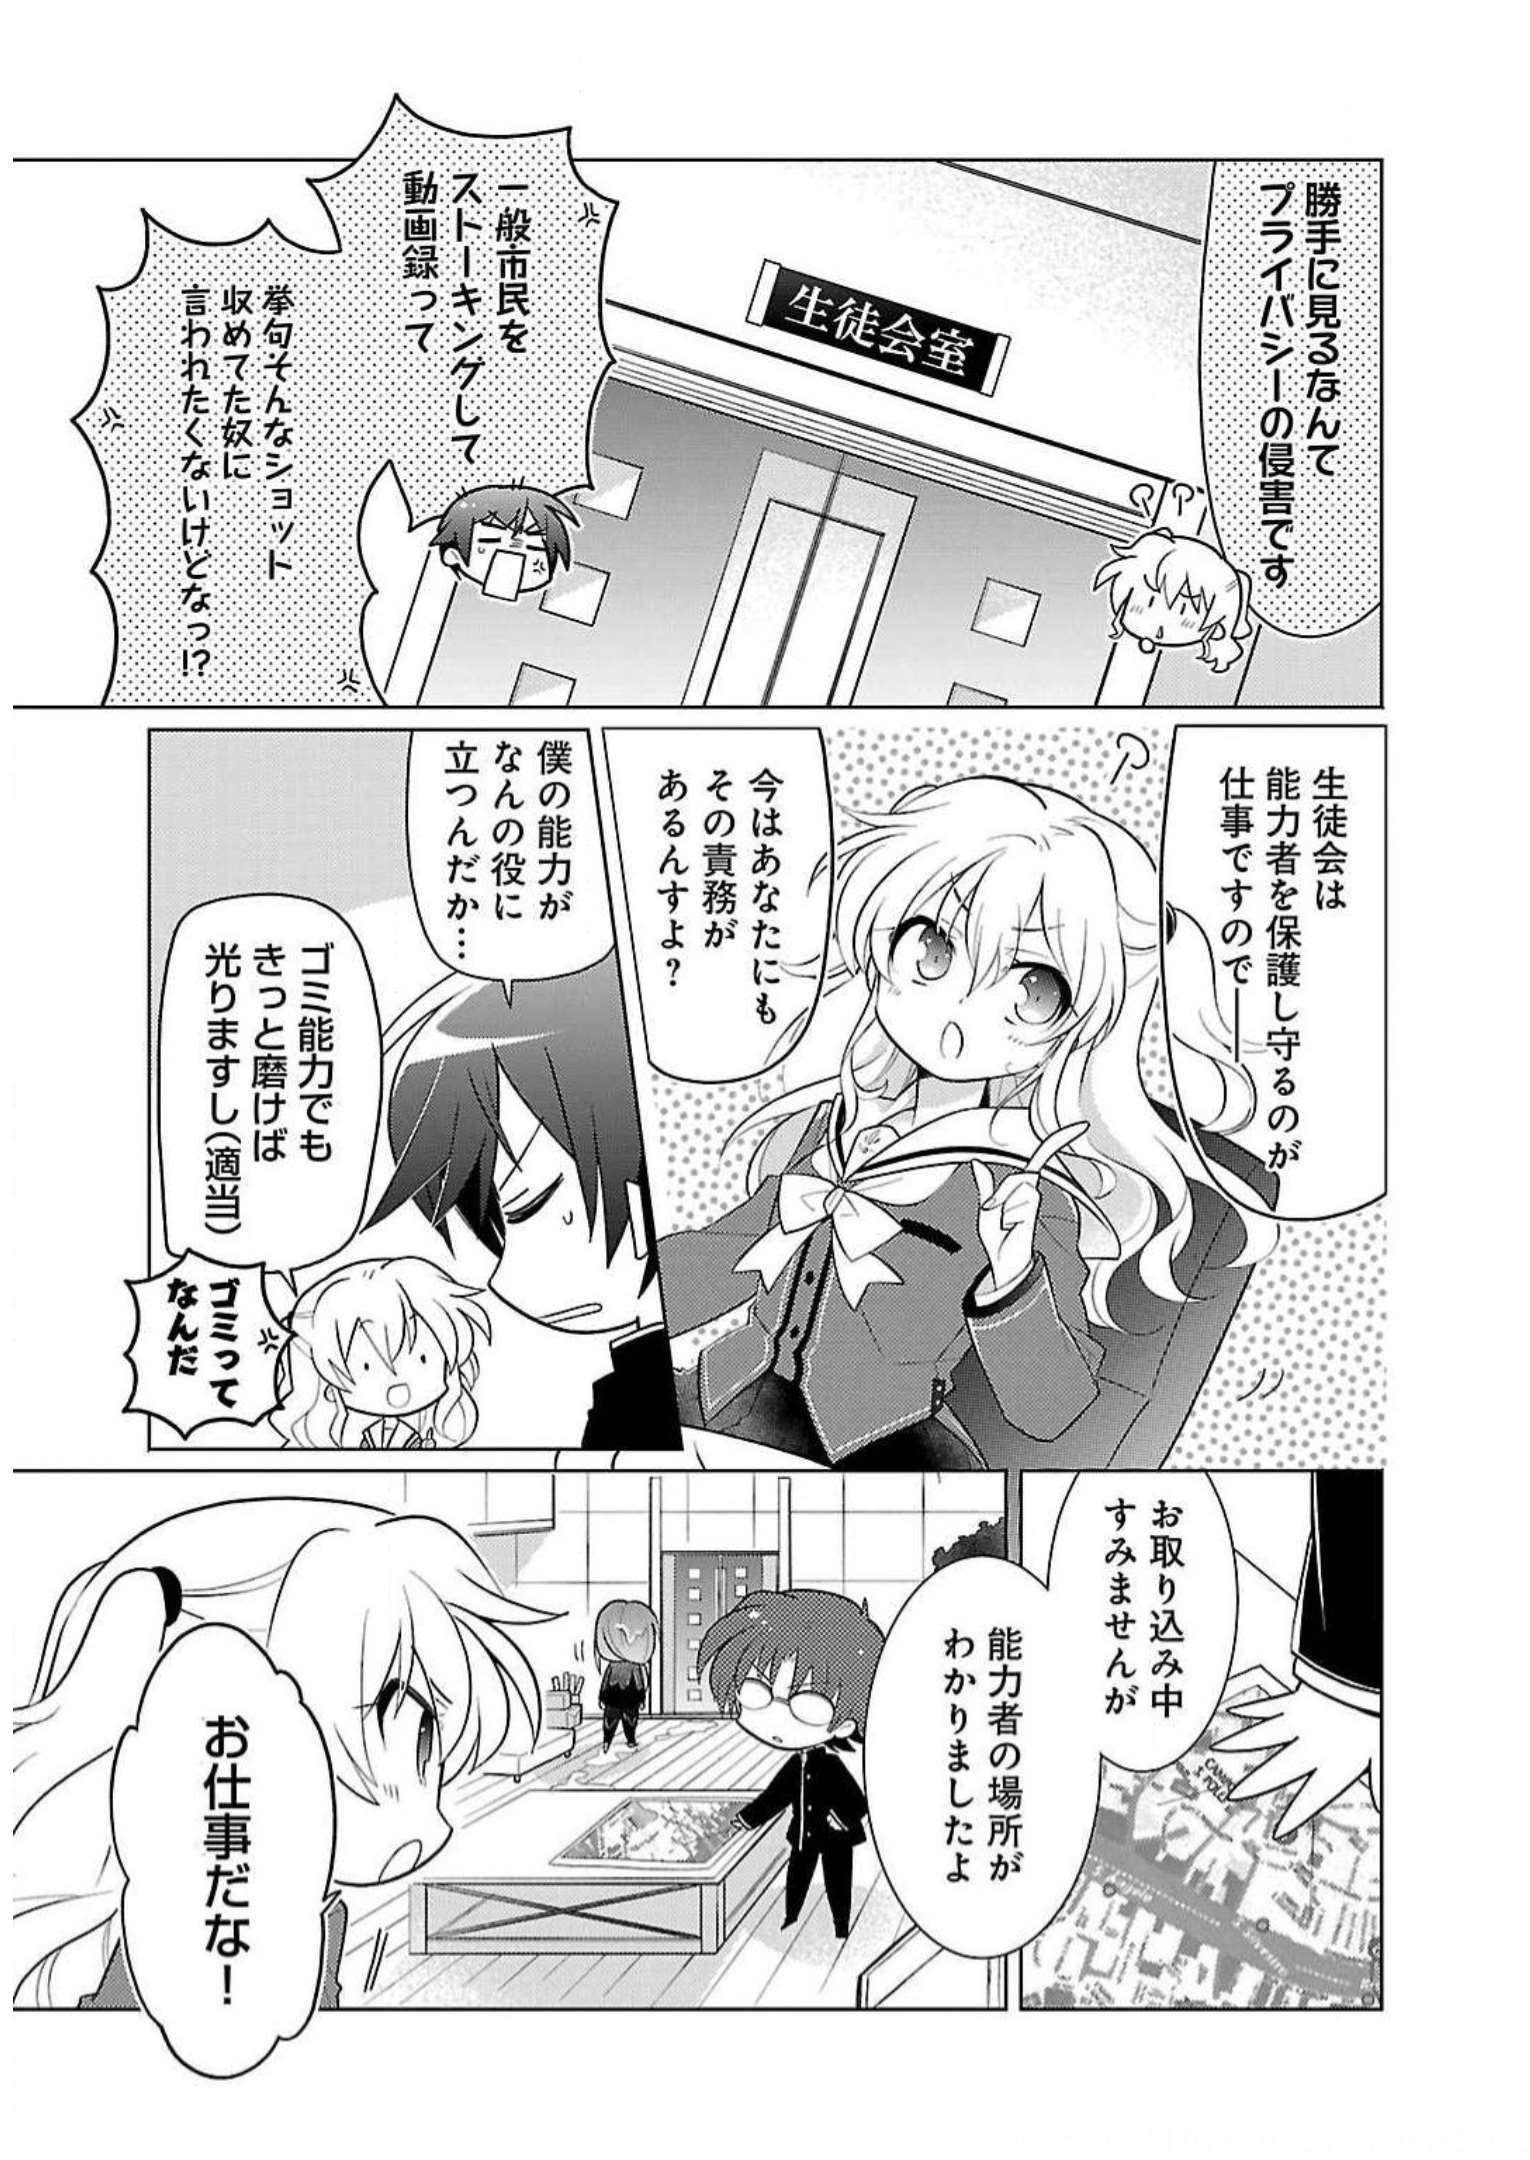 勝手に見るなんて
プライバシーの侵害です
生徒会室
一般市民を
ストーキングして
動画録って
挙句そんなショット
収めてた奴に
言われたくないけどなっ!?
生徒会は
能力者を保護し守るのが
仕事ですので──
今はあなたにも
その責務が
あるんすよ?
僕の能力が
なんの役に
立つんだか…
ゴミ能力でも
きっと磨けば
光りますし(適当)
ゴミって
なんだ
お取り込み中
すみませんが
能力者の場所が
わかりましたよ
お仕事だな!